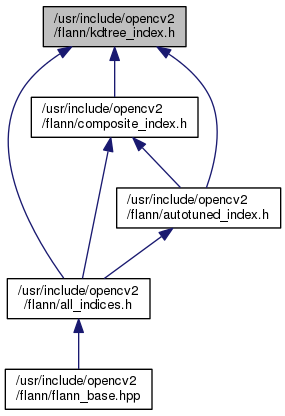 /usr/include/opencv2
/flann/kdtree_index.h
/usr/include/opencv2
/flann/composite_index.h
/usr/include/opencv2
/flann/autotuned_index.h
/usr/include/opencv2
/flann/all_indices.h
/usr/include/opencv2
/flann/flann_base.hpp